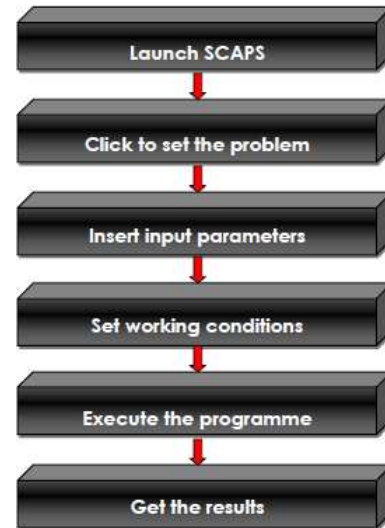 Launch SCAPS
Click to set the problem
Insert input parameters
Set working conditions
Execute the programme
Get the results